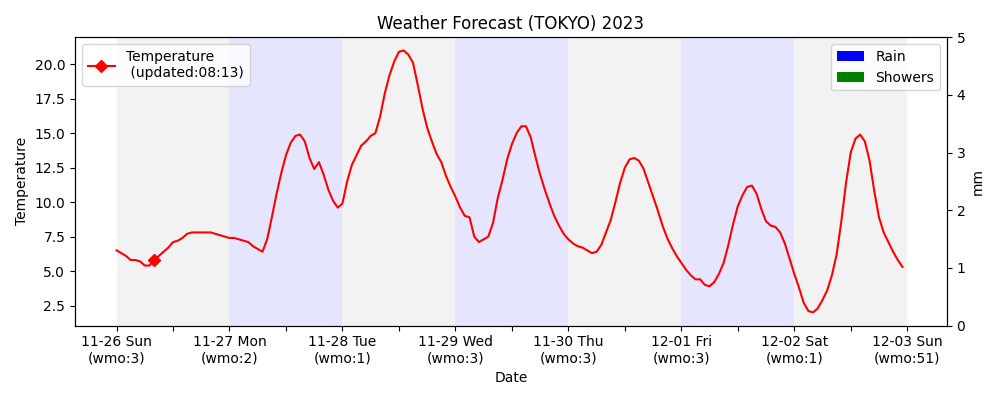 Weather Forecast (TOKYO) 2023
Temperature
(updated:08:13)
Rain
Showers
Temperature
20.0
17.5
15.0
12.5
10.0
7.5
5.0
2.5
5
4
3
2
1
0
mm
11-26 Sun
(wmo:3)
11-27 Mon
(wmo:2)
11-28 Tue
(wmo:1)
11-29 Wed
(wmo:3)
11-30 Thu
(wmo:3)
12-01 Fri
(wmo:3)
12-02 Sat
(wmo:1)
12-03 Sun
(wmo:51)
Date